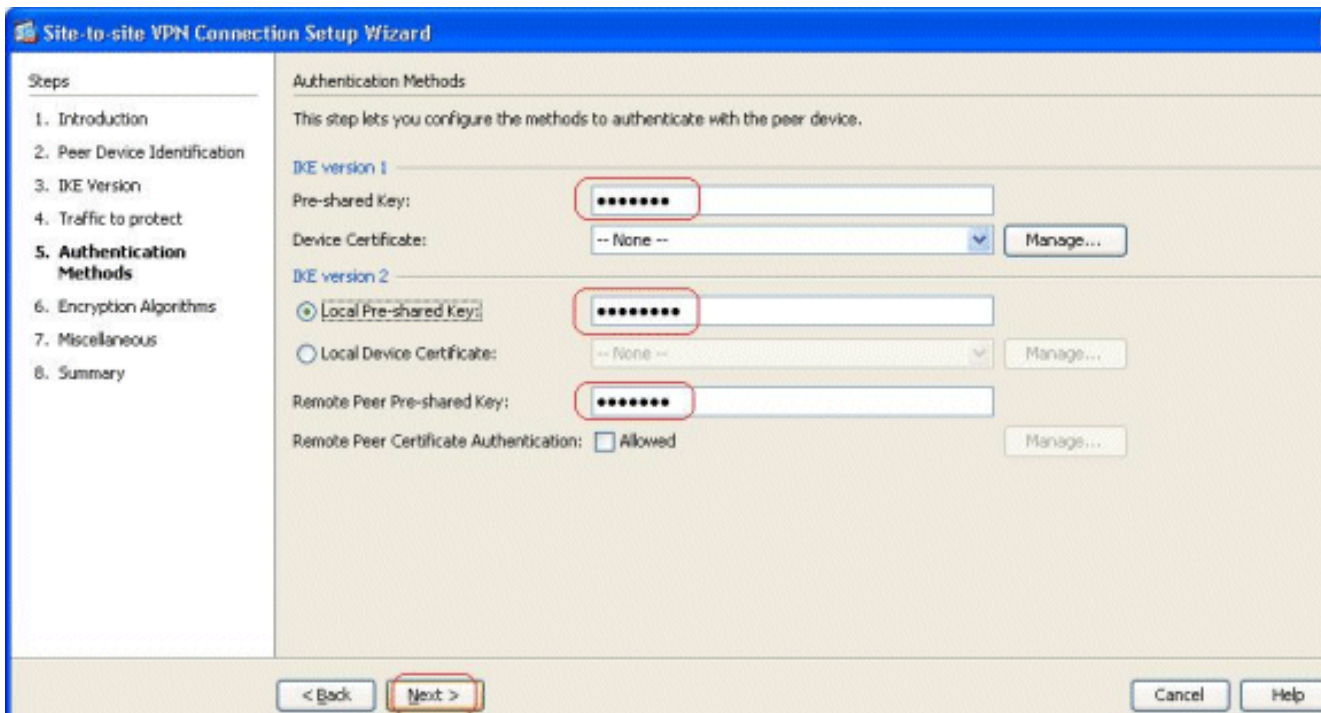 Site-to-site VPN Connection Setup Wizard
Steps
1. Introduction
2. Peer Device Identification
3. IKE Version
4. Traffic to protect
5. Authentication
Methods
6. Encryption Algorithms
7. Miscellaneous
8. Summary
Authentication Methods
This step lets you configure the methods to authenticate with the peer device.
IKE version 1
Pre-shared Key: •••••••
Device Certificate: -- None -- Manage...
IKE version 2
Local Pre-shared Key: ••••••••
Local Device Certificate: -- None -- Manage...
Remote Peer Pre-shared Key: •••••••
Remote Peer Certificate Authentication: Allowed Manage...
< Back Next > Cancel Help